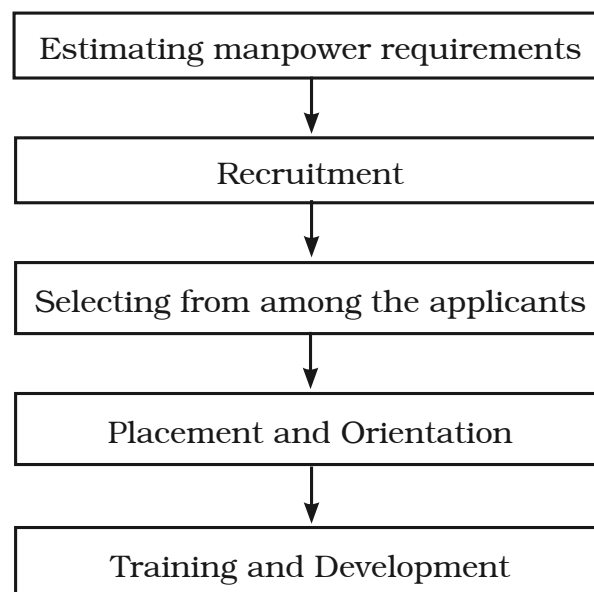 Estimating manpower requirements
Recruitment
Selecting from among the applicants
Placement and Orientation
Training and Development